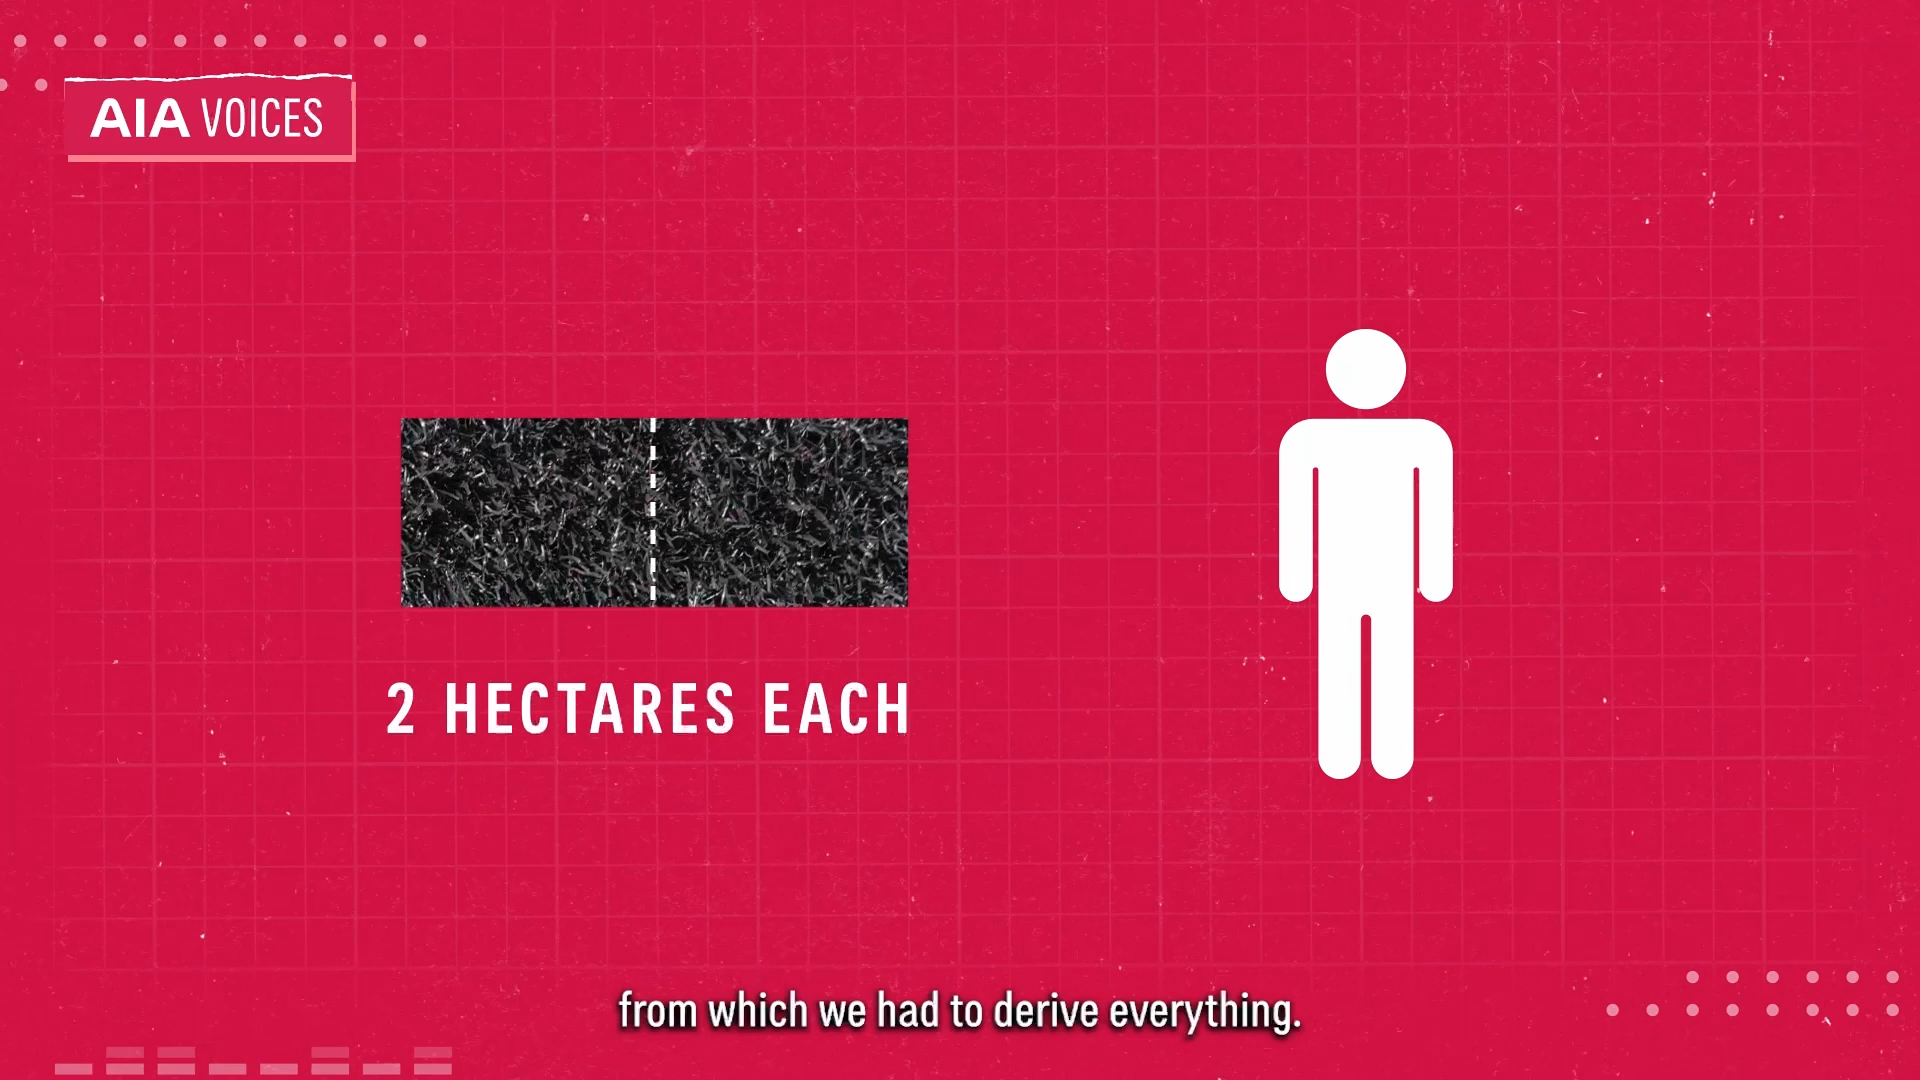 AIA VOICES
2 HECTARES EACH
from which we had to derive everything.